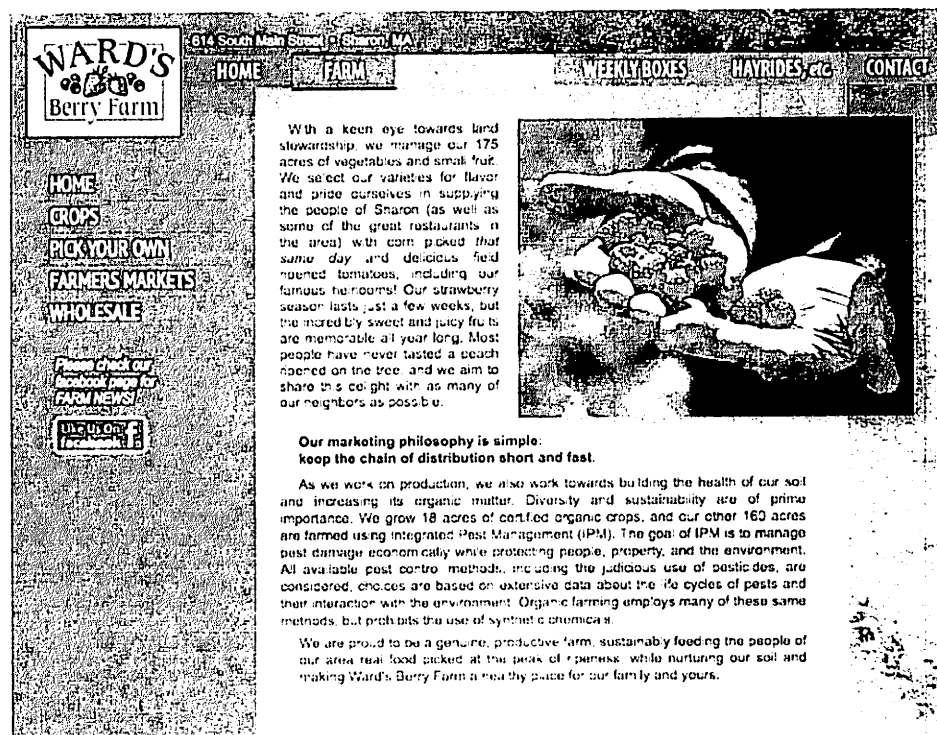 WARD'S
Berry Farm
614 South Main Street • Sharon, MA
HOME
FARM
WEEKLY BOXES
HAYRIDES, etc
CONTACT
HOME
CROPS
PICK YOUR OWN
FARMERS MARKETS
WHOLESALE
Please check our
facebook page for
FARM NEWS!
Like Us On
facebook
With a keen eye towards land
stewardship, we manage our 175
acres of vegetables and small fruit.
We select our varieties for flavor
and pride ourselves in supplying
the people of Sharon (as well as
some of the great restaurants in
the area) with corn picked that
same day and delicious field
ripened tomatoes, including our
famous heirlooms! Our strawberry
season lasts just a few weeks, but
the incredibly sweet and juicy fruits
are memorable all year long. Most
people have never tasted a peach
ripened on the tree, and we aim to
share this delight with as many of
our neighbors as possible.
Our marketing philosophy is simple:
keep the chain of distribution short and fast.
As we work on production, we also work towards building the health of our soil
and increasing its organic matter. Diversity and sustainability are of prime
importance. We grow 18 acres of certified organic crops, and our other 160 acres
are farmed using Integrated Pest Management (IPM). The goal of IPM is to manage
pest damage economically while protecting people, property, and the environment.
All available pest control methods, including the judicious use of pesticides, are
considered, choices are based on extensive data about the life cycles of pests and
their interaction with the environment. Organic farming employs many of these same
methods, but prohibits the use of synthetic chemicals.
We are proud to be a genuine, productive farm, sustainably feeding the people of
our area real food picked at the peak of ripeness, while nurturing our soil and
making Ward's Berry Farm a healthy place for our family and yours.